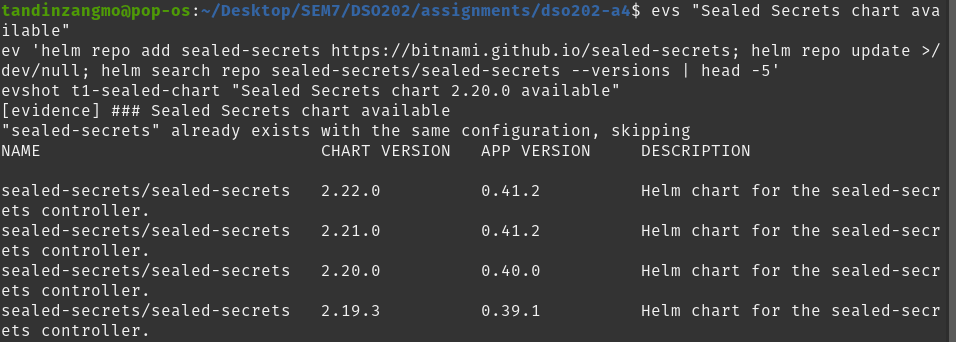 tandinzangmo@pop-os:~/Desktop/SEM7/DSO202/assignments/dso202-a4$ evs "Sealed Secrets chart ava
ilable"
ev 'helm repo add sealed-secrets https://bitnami.github.io/sealed-secrets; helm repo update >/
dev/null; helm search repo sealed-secrets/sealed-secrets --versions | head -5'
evshot t1-sealed-chart "Sealed Secrets chart 2.20.0 available"
[evidence] ### Sealed Secrets chart available
"sealed-secrets" already exists with the same configuration, skipping
NAME CHART VERSION APP VERSION DESCRIPTION
sealed-secrets/sealed-secrets 2.22.0 0.41.2 Helm chart for the sealed-secr
ets controller.
sealed-secrets/sealed-secrets 2.21.0 0.41.2 Helm chart for the sealed-secr
ets controller.
sealed-secrets/sealed-secrets 2.20.0 0.40.0 Helm chart for the sealed-secr
ets controller.
sealed-secrets/sealed-secrets 2.19.3 0.39.1 Helm chart for the sealed-secr
ets controller.